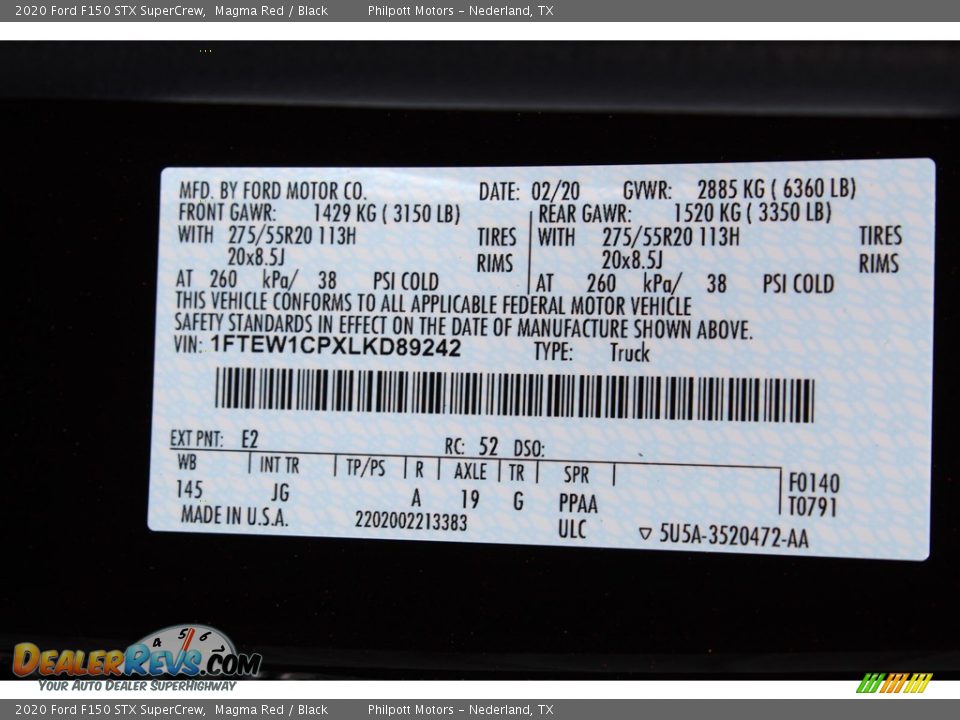 2020 Ford F150 STX SuperCrew, Magma Red / Black Philpott Motors - Nederland, TX
MFD. BY FORD MOTOR CO. DATE: 02/20 GVWR: 2885 KG ( 6360 LB)
FRONT GAWR: 1429 KG ( 3150 LB) REAR GAWR: 1520 KG ( 3350 LB)
WITH 275/55R20 113H TIRES WITH 275/55R20 113H TIRES
20x8.5J RIMS 20x8.5J RIMS
AT 260 kPa/ 38 PSI COLD AT 260 kPa/ 38 PSI COLD
THIS VEHICLE CONFORMS TO ALL APPLICABLE FEDERAL MOTOR VEHICLE
SAFETY STANDARDS IN EFFECT ON THE DATE OF MANUFACTURE SHOWN ABOVE.
VIN: 1FTEW1CPXLKD89242 TYPE: Truck
EXT PNT: E2 RC: 52 DSO:
WB INT TR TP/PS R AXLE TR SPR F0140
145 JG A 19 G PPAA T0791
MADE IN U.S.A. 2202002213383 ULC ▽ 5U5A-3520472-AA
4 5 6
DEALERREVS.COM
YOUR AUTO DEALER SUPERHIGHWAY
2020 Ford F150 STX SuperCrew, Magma Red / Black Philpott Motors - Nederland, TX